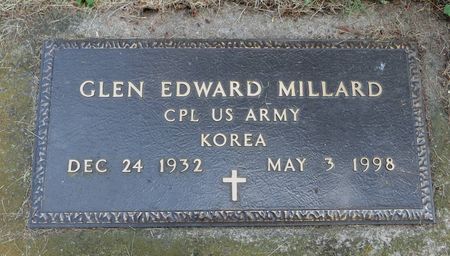 GLEN EDWARD MILLARD
CPL US ARMY
KOREA
DEC 24 1932 MAY 3 1998